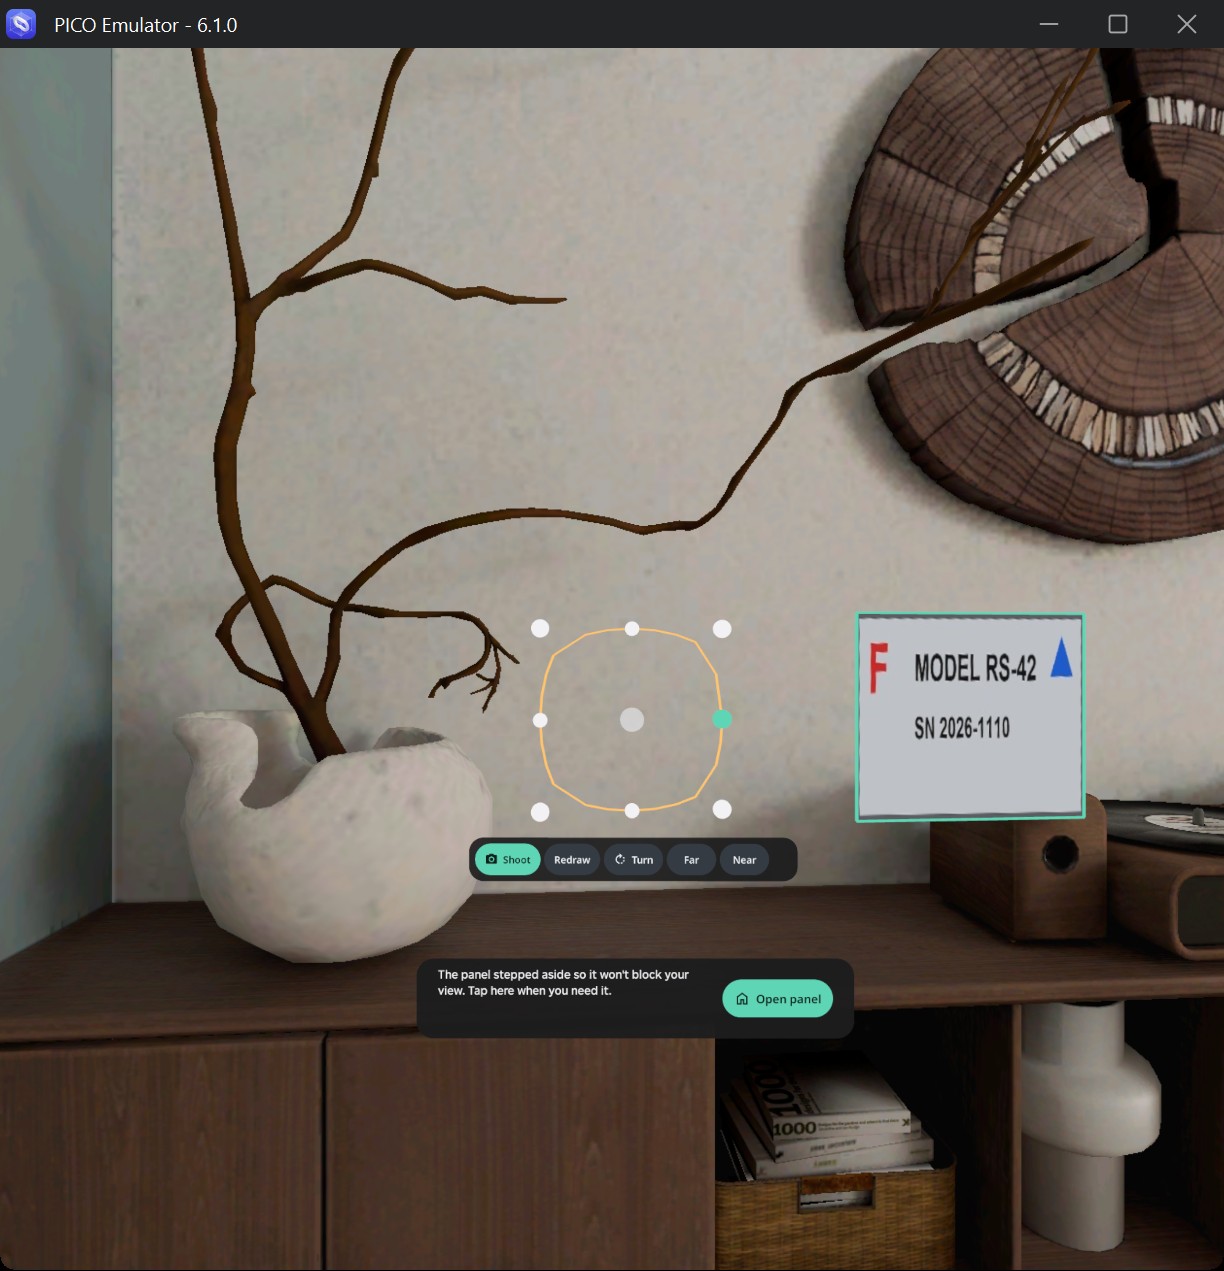 PICO Emulator - 6.1.0
F
MODEL RS-42
SN 2026-1110
Shoot
Redraw
Turn
Far
Near
The panel stepped aside so it won't block your
view. Tap here when you need it.
Open panel
1000
1000